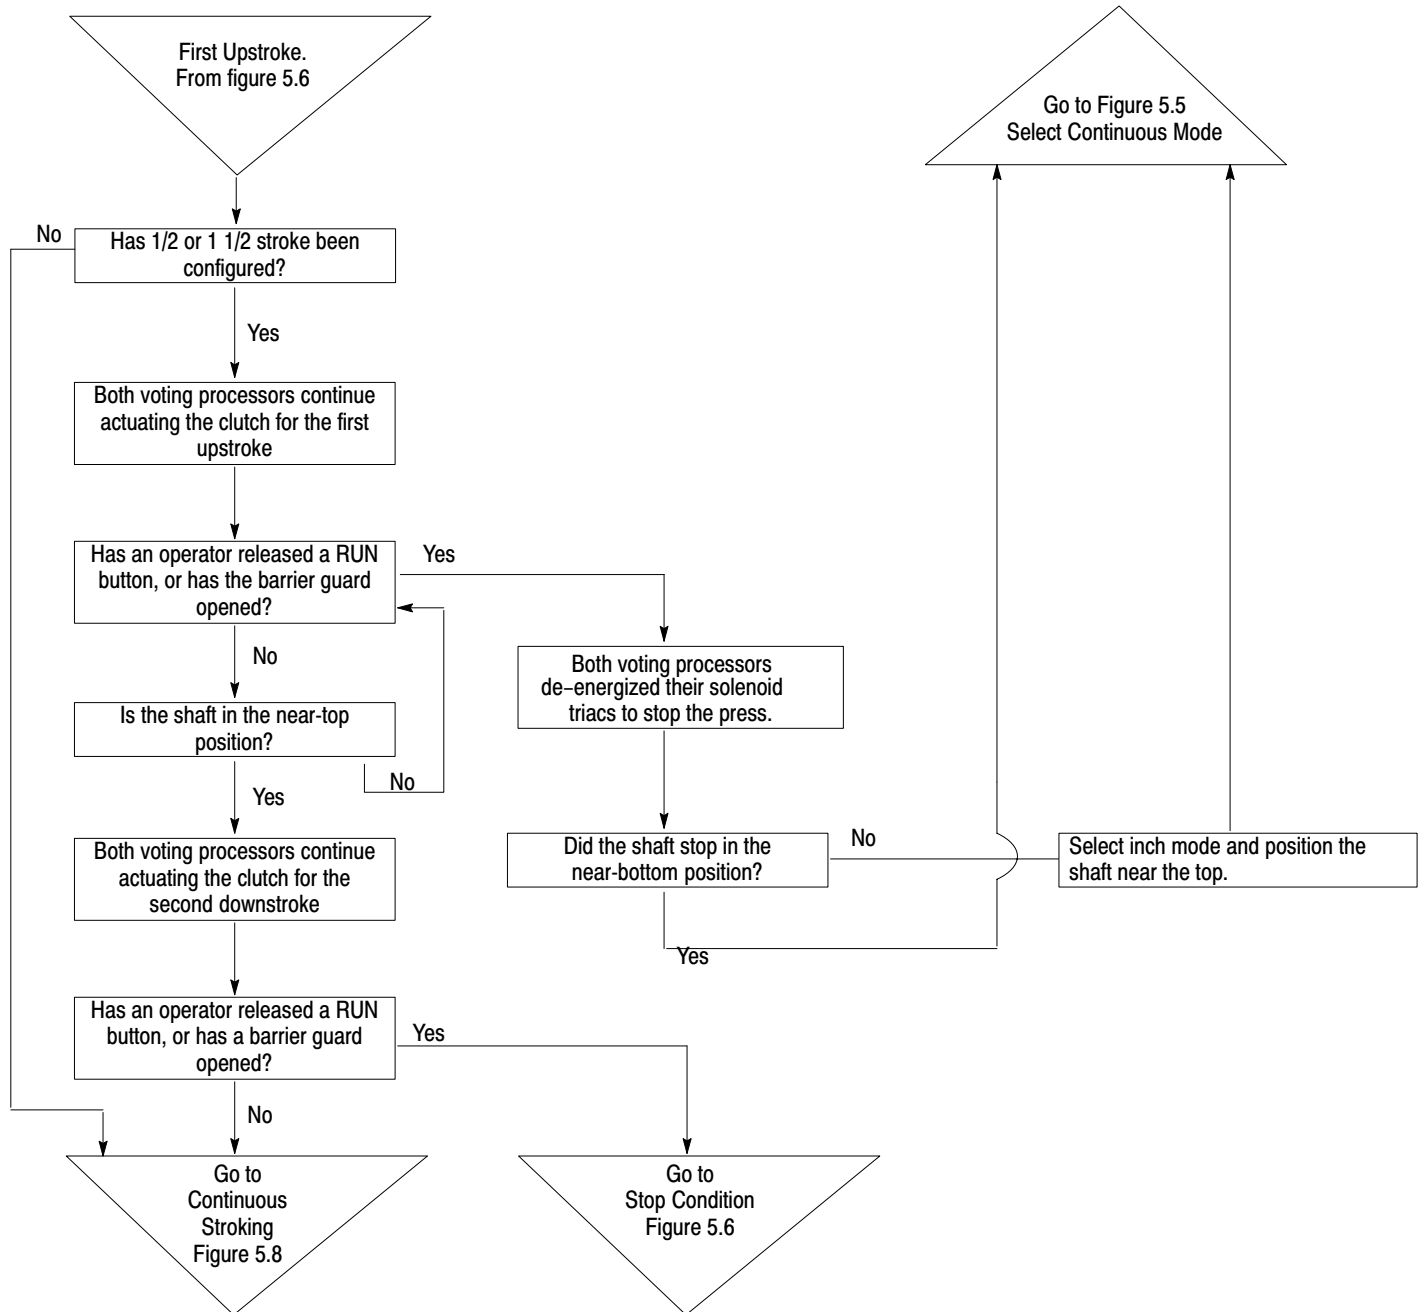 First Upstroke.
From figure 5.6
Go to Figure 5.5
Select Continuous Mode
No
Has 1/2 or 1 1/2 stroke been
configured?
Yes
Both voting processors continue
actuating the clutch for the first
upstroke
Has an operator released a RUN
button, or has the barrier guard
opened?
Yes
No
Both voting processors
de−energized their solenoid
triacs to stop the press.
Is the shaft in the near-top
position?
No
Yes
Both voting processors continue
actuating the clutch for the
second downstroke
Did the shaft stop in the
near-bottom position?
No
Select inch mode and position the
shaft near the top.
Yes
Has an operator released a RUN
button, or has a barrier guard
opened?
Yes
No
Go to
Continuous
Stroking
Figure 5.8
Go to
Stop Condition
Figure 5.6